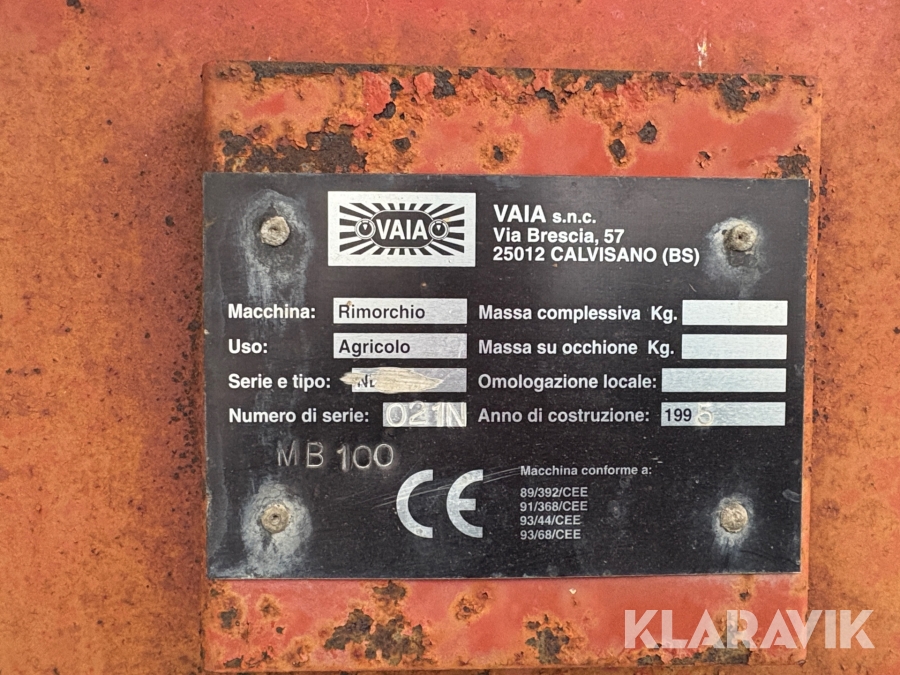 VAIA
VAIA s.n.c.
Via Brescia, 57
25012 CALVISANO (BS)
Macchina: Rimorchio Massa complessiva Kg.
Uso: Agricolo Massa su occhione Kg.
Serie e tipo: Omologazione locale:
Numero di serie: 021N Anno di costruzione: 1995
MB 100
CE
Macchina conforme a:
89/392/CEE
91/368/CEE
93/44/CEE
93/68/CEE
KLARAVIK